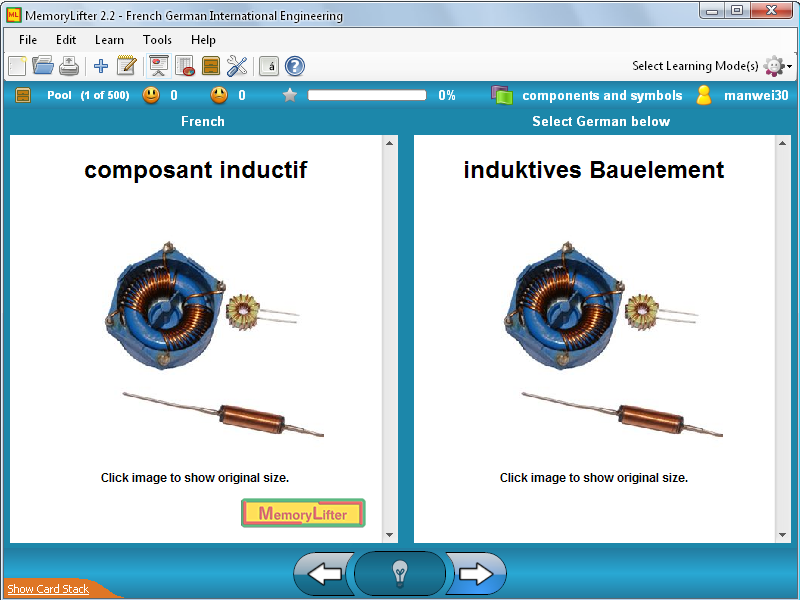 ML MemoryLifter 2.2 - French German International Engineering
File Edit Learn Tools Help
á ? Select Learning Mode(s)
Pool (1 of 500) 0 0 0% components and symbols manwei30
French
Select German below
composant inductif
Click image to show original size.
MemoryLifter
induktives Bauelement
Click image to show original size.
Show Card Stack